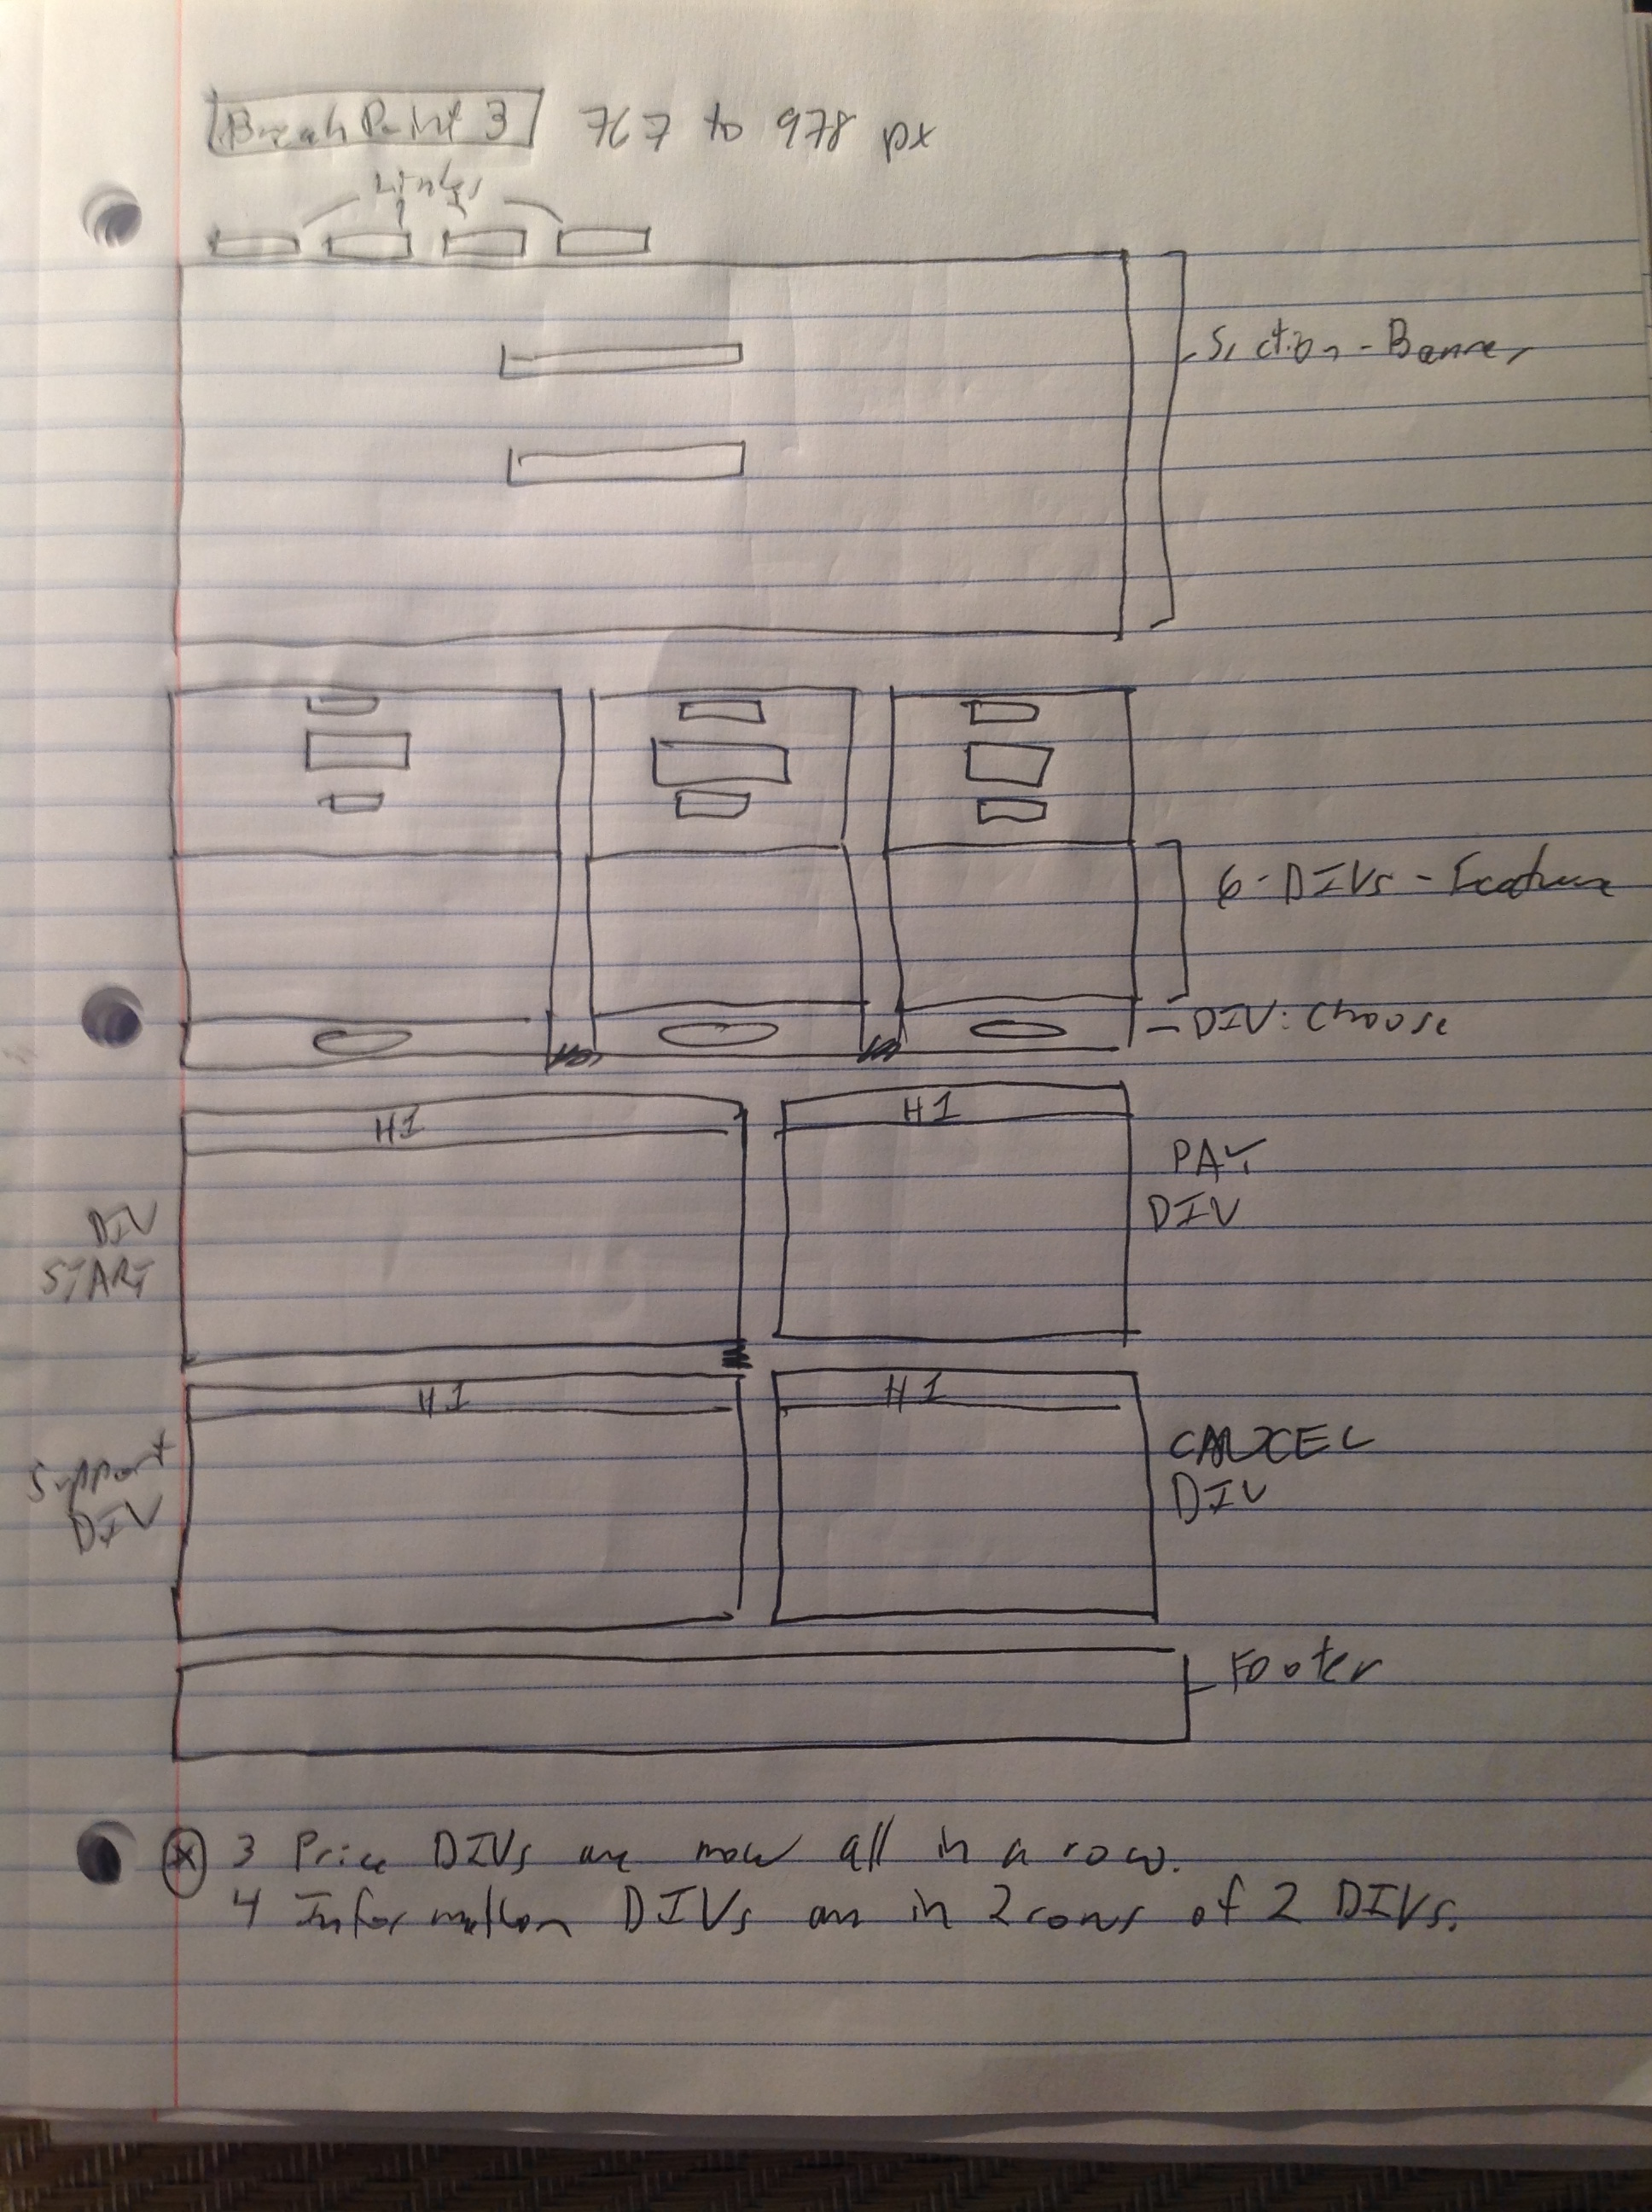 Break Point 3 767 to 978 px
Links
Section - Banner
6 - DIVs - Feature
- DIV: Choose
H1 H1
PAY
DIV
DIV
START
H1 H1
CANCEL
DIV
Support
DIV
Footer
3 Price DIVs are now all in a row.
4 Information DIVs are in 2 rows of 2 DIVs.